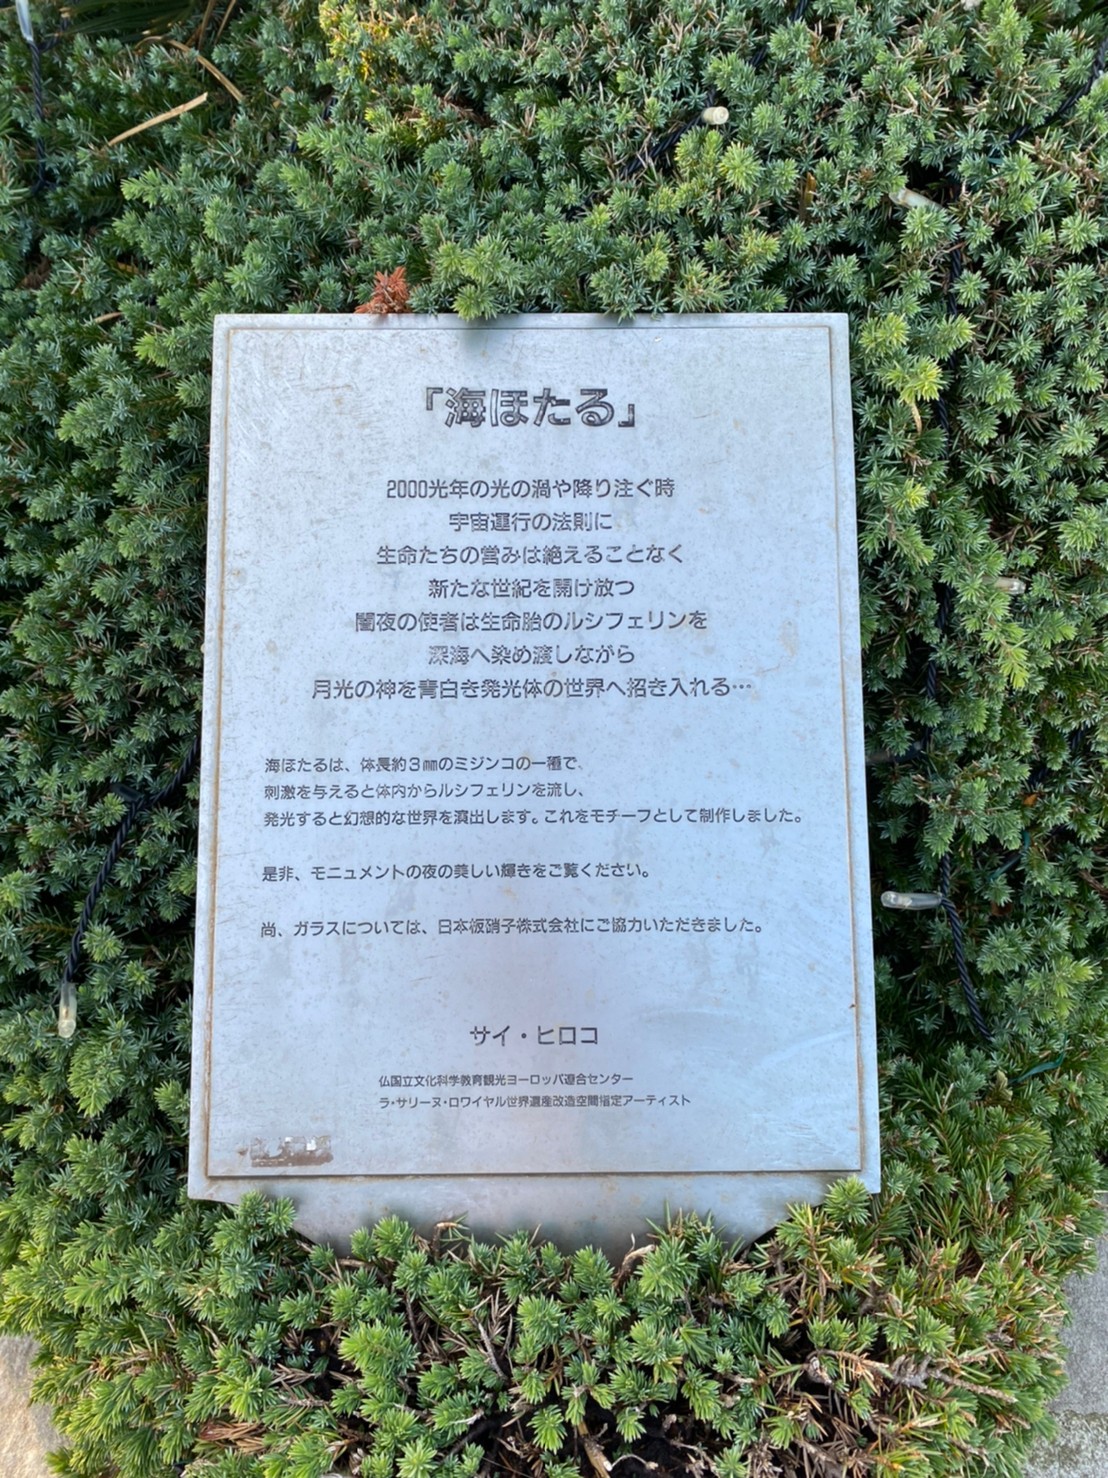 「海ほたる」
2000光年の光の渦や降り注ぐ時
宇宙運行の法則に
生命たちの営みは絶えることなく
新たな世紀を開け放つ
闇夜の使者は生命胎のルシフェリンを
深海へ染め渡しながら
月光の神を青白き発光体の世界へ招き入れる…
海ほたるは、体長約3㎜のミジンコの一種で、
刺激を与えると体内からルシフェリンを流し、
発光すると幻想的な世界を演出します。これをモチーフとして制作しました。
是非、モニュメントの夜の美しい輝きをご覧ください。
尚、ガラスについては、日本板硝子株式会社にご協力いただきました。
サイ・ヒロコ
仏国立文化科学教育観光ヨーロッパ連合センター
ラ・サリーヌ・ロワイヤル世界遺産改造空間指定アーティスト